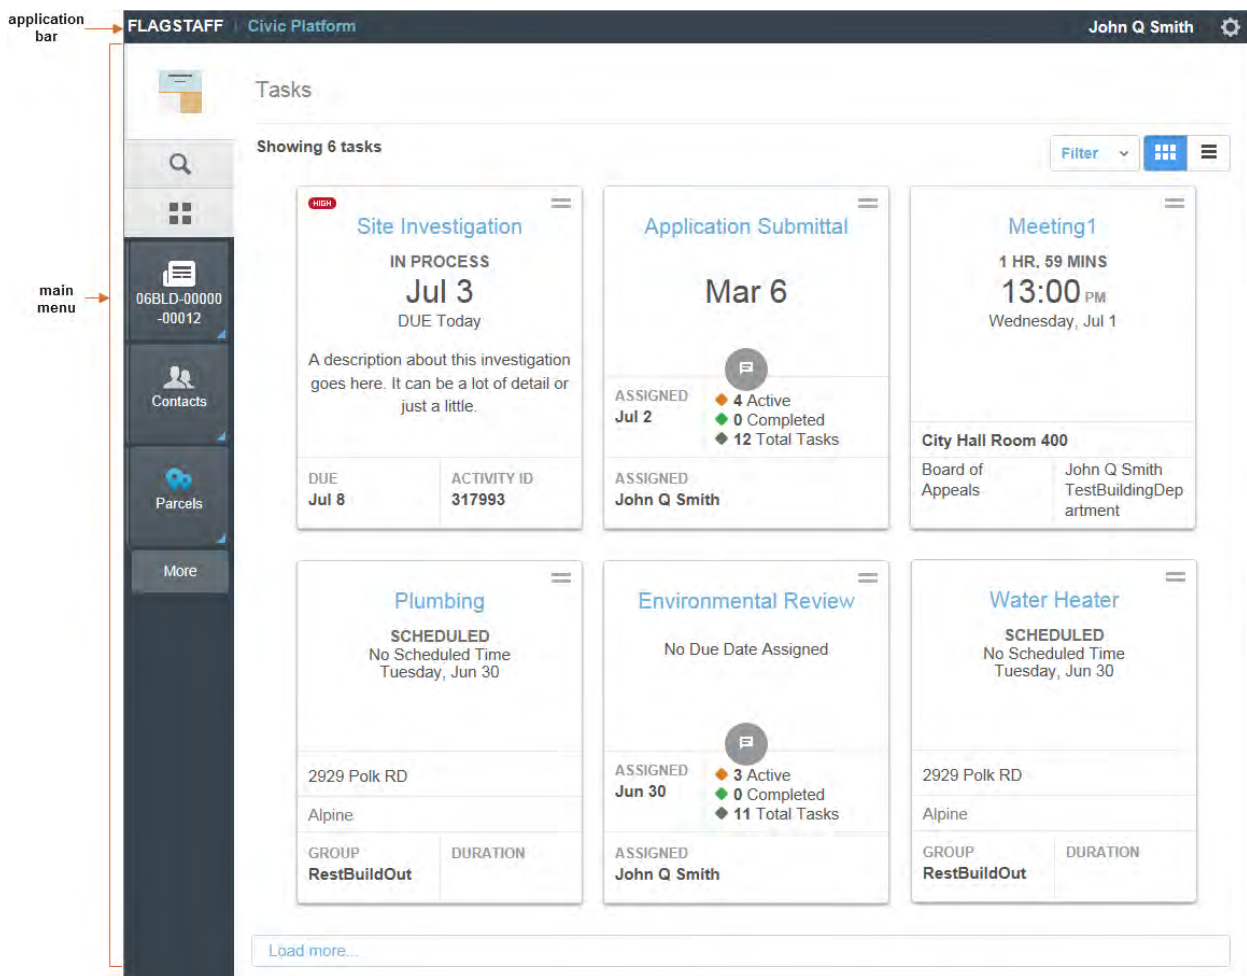 application
bar
FLAGSTAFF Civic Platform John Q Smith
main
menu
06BLD-00000
-00012
Contacts
Parcels
More
Tasks
Showing 6 tasks
Filter
HIGH
Site Investigation
IN PROCESS
Jul 3
DUE Today
A description about this investigation
goes here. It can be a lot of detail or
just a little.
DUE
Jul 8
ACTIVITY ID
317993
Application Submittal
Mar 6
ASSIGNED
Jul 2
4 Active
0 Completed
12 Total Tasks
ASSIGNED
John Q Smith
Meeting1
1 HR, 59 MINS
13:00 PM
Wednesday, Jul 1
City Hall Room 400
Board of
Appeals
John Q Smith
TestBuildingDep
artment
Plumbing
SCHEDULED
No Scheduled Time
Tuesday, Jun 30
2929 Polk RD
Alpine
GROUP
RestBuildOut
DURATION
Environmental Review
No Due Date Assigned
ASSIGNED
Jun 30
3 Active
0 Completed
11 Total Tasks
ASSIGNED
John Q Smith
Water Heater
SCHEDULED
No Scheduled Time
Tuesday, Jun 30
2929 Polk RD
Alpine
GROUP
RestBuildOut
DURATION
Load more...